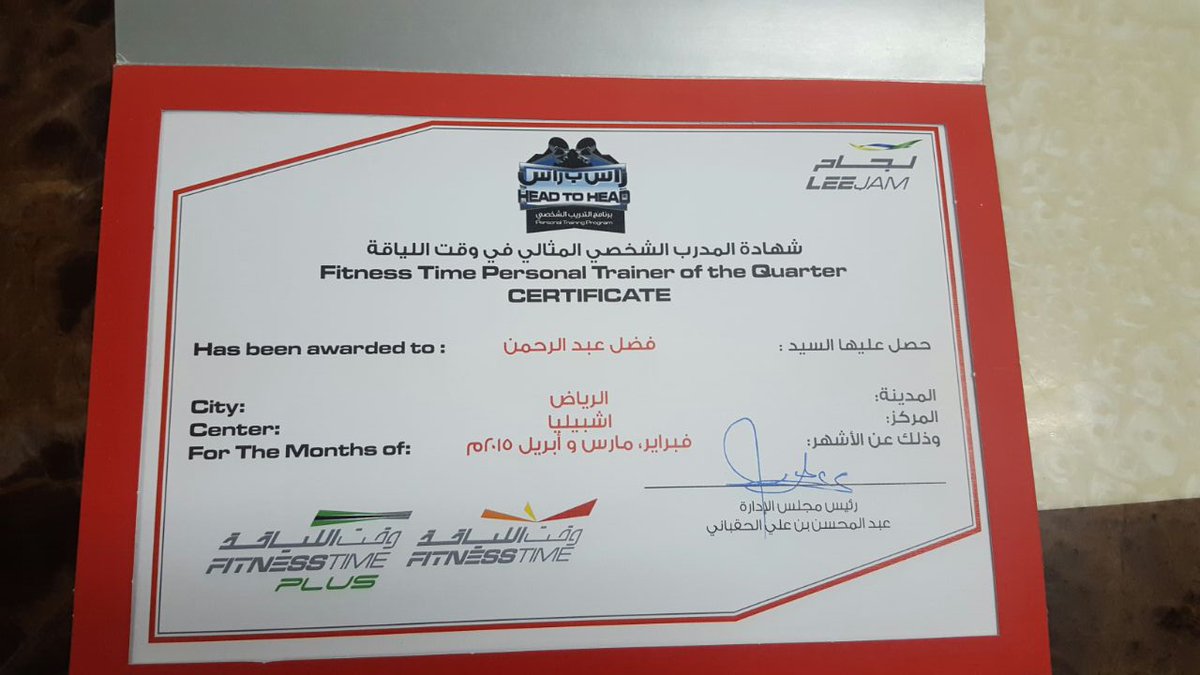 راس ب راس
HEAD TO HEAD
برنامج التدريب الشخصي
Personal Training Program
لجام
LEEJAM
شهادة المدرب الشخصي المثالي في وقت اللياقة
Fitness Time Personal Trainer of the Quarter
CERTIFICATE
Has been awarded to : فضل عبد الرحمن حصل عليها السيد :
City: الرياض المدينة:
Center: اشبيليا المركز:
For The Months of: فبراير، مارس و أبريل ٢٠١٥م وذلك عن الأشهر:
رئيس مجلس الإدارة
عبد المحسن بن علي الحقباني
وقت اللياقة
FITNESS TIME
PLUS
وقت اللياقة
FITNESS TIME